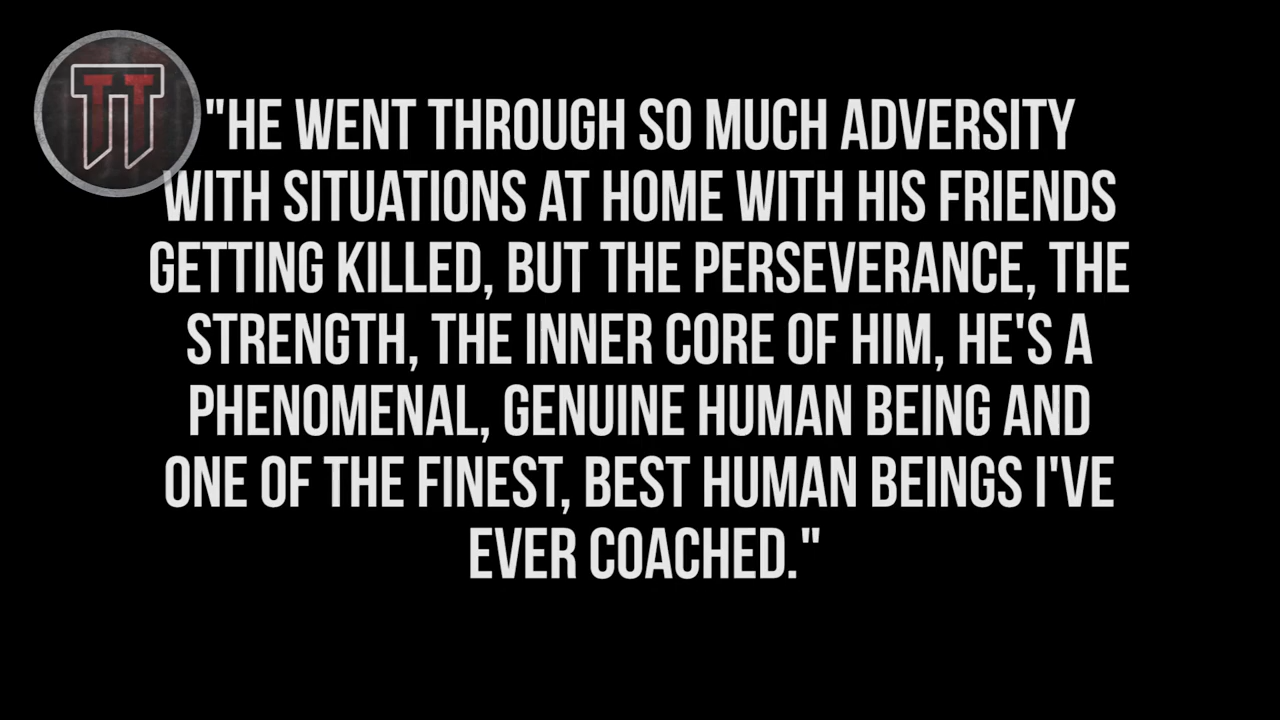 TT
"HE WENT THROUGH SO MUCH ADVERSITY
WITH SITUATIONS AT HOME WITH HIS FRIENDS
GETTING KILLED, BUT THE PERSEVERANCE, THE
STRENGTH, THE INNER CORE OF HIM, HE'S A
PHENOMENAL, GENUINE HUMAN BEING AND
ONE OF THE FINEST, BEST HUMAN BEINGS I'VE
EVER COACHED."